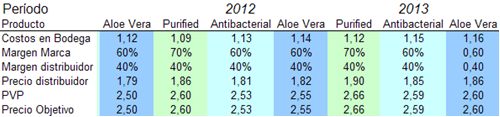 Período 2012 2013
Producto Aloe Vera Purified Antibacterial Aloe Vera Purified Antibacterial Aloe Vera
Costos en Bodega 1,12 1,09 1,13 1,14 1,12 1,15 1,16
Margen Marca 60% 70% 60% 60% 70% 60% 0,60
Margen distribuidor 40% 40% 40% 40% 40% 40% 0,40
Precio distribuidor 1,79 1,86 1,81 1,82 1,90 1,85 1,86
PVP 2,50 2,60 2,53 2,55 2,66 2,59 2,60
Precio Objetivo 2,50 2,60 2,53 2,55 2,66 2,59 2,60